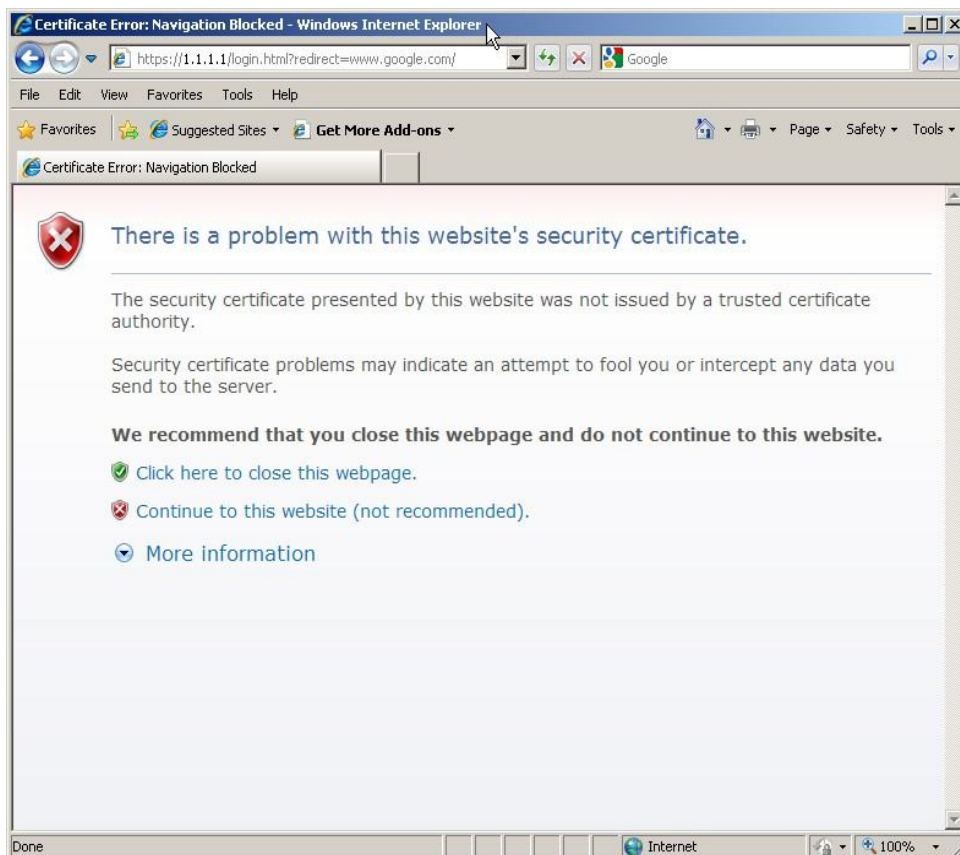 Certificate Error: Navigation Blocked - Windows Internet Explorer
https://1.1.1.1/login.html?redirect=www.google.com/
Google
File Edit View Favorites Tools Help
Favorites Suggested Sites Get More Add-ons Page Safety Tools
Certificate Error: Navigation Blocked
There is a problem with this website's security certificate.
The security certificate presented by this website was not issued by a trusted certificate
authority.
Security certificate problems may indicate an attempt to fool you or intercept any data you
send to the server.
We recommend that you close this webpage and do not continue to this website.
Click here to close this webpage.
Continue to this website (not recommended).
More information
Done Internet 100%